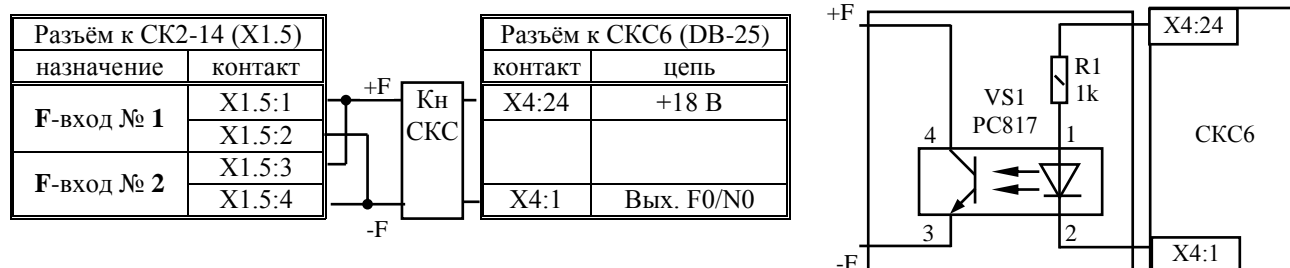 Разъём к СК2-14 (X1.5)
назначение контакт
F-вход № 1
X1.5:1
X1.5:2
F-вход № 2
X1.5:3
X1.5:4
+F
-F
Кн
СКС
Разъём к СКС6 (DB-25)
контакт цепь
X4:24 +18 В
X4:1 Вых. F0/N0
+F
X4:24
R1
1k
VS1
PC817
4
1
СКС6
3
2
-F
X4:1